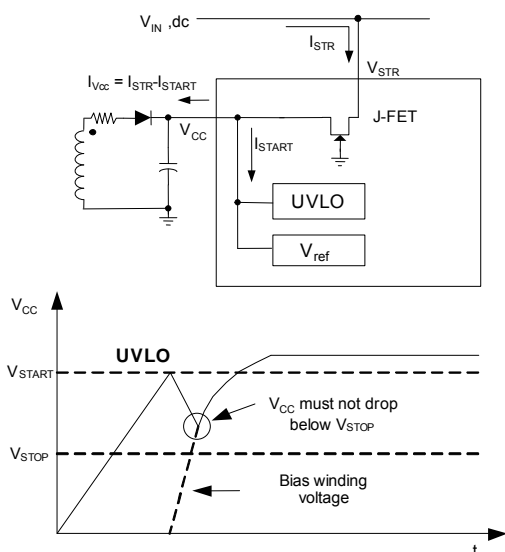 V_IN ,dc
I_STR
V_STR
I_Vcc = I_STR-I_START
J-FET
V_CC
I_START
UVLO
V_ref
V_CC
UVLO
V_START
V_CC must not drop
below V_STOP
V_STOP
Bias winding
voltage
t